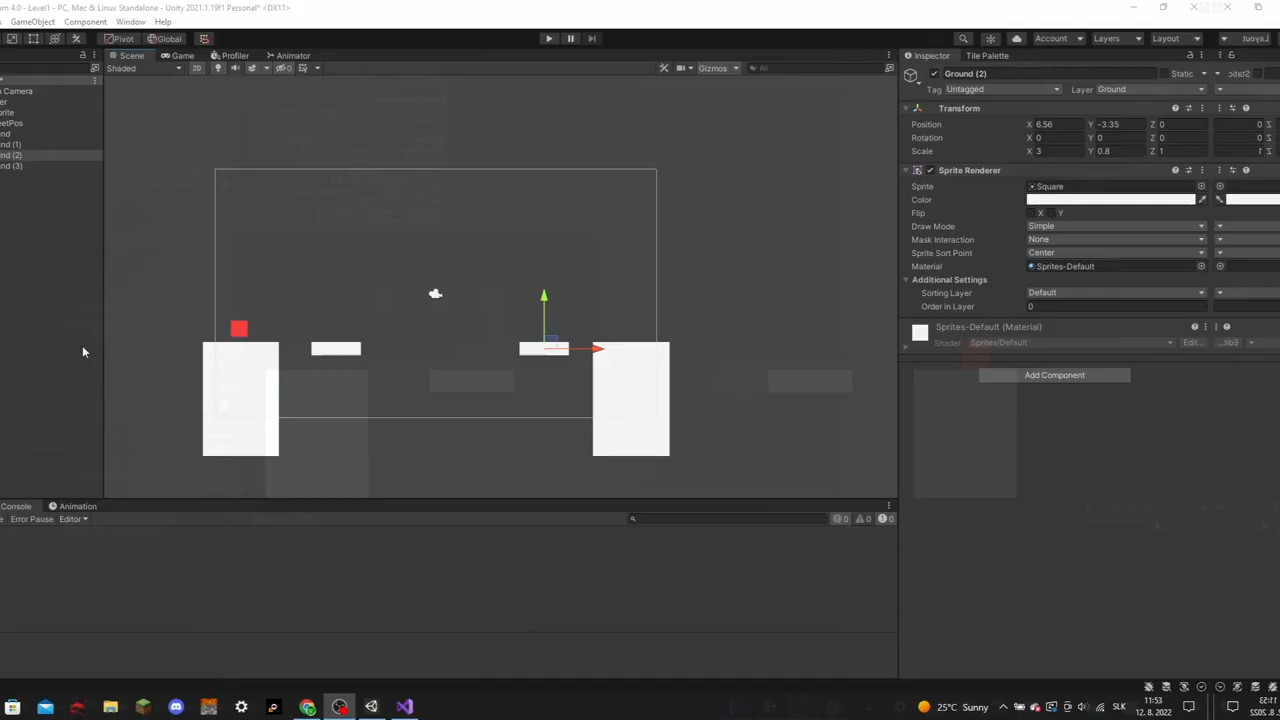 4.0 - Level1 - PC, Mac & Linux Standalone - Unity 2021.1.19f1 Personal* <DX11>
GameObject Component Window Help
Pivot Global Account Layers Layout
Scene Game Profiler Animator
Shaded 2D Gizmos All
Camera
(1)
(2)
(3)
Console Animation
Error Pause Editor 0 0 0
Inspector Tile Palette
Ground (2) Static
Tag Untagged Layer Ground
Transform
Position X 6.56 Y -3.35 Z 0
Rotation X 0 Y 0 Z 0
Scale X 3 Y 0.8 Z 1
Sprite Renderer
Sprite Square
Color
Flip X Y
Draw Mode Simple
Mask Interaction None
Sprite Sort Point Center
Material Sprites-Default
Additional Settings
Sorting Layer Default
Order in Layer 0
Sprites-Default (Material)
Shader Sprites/Default Edit...
Add Component
25°C Sunny SLK 11:53
12. 8. 2022